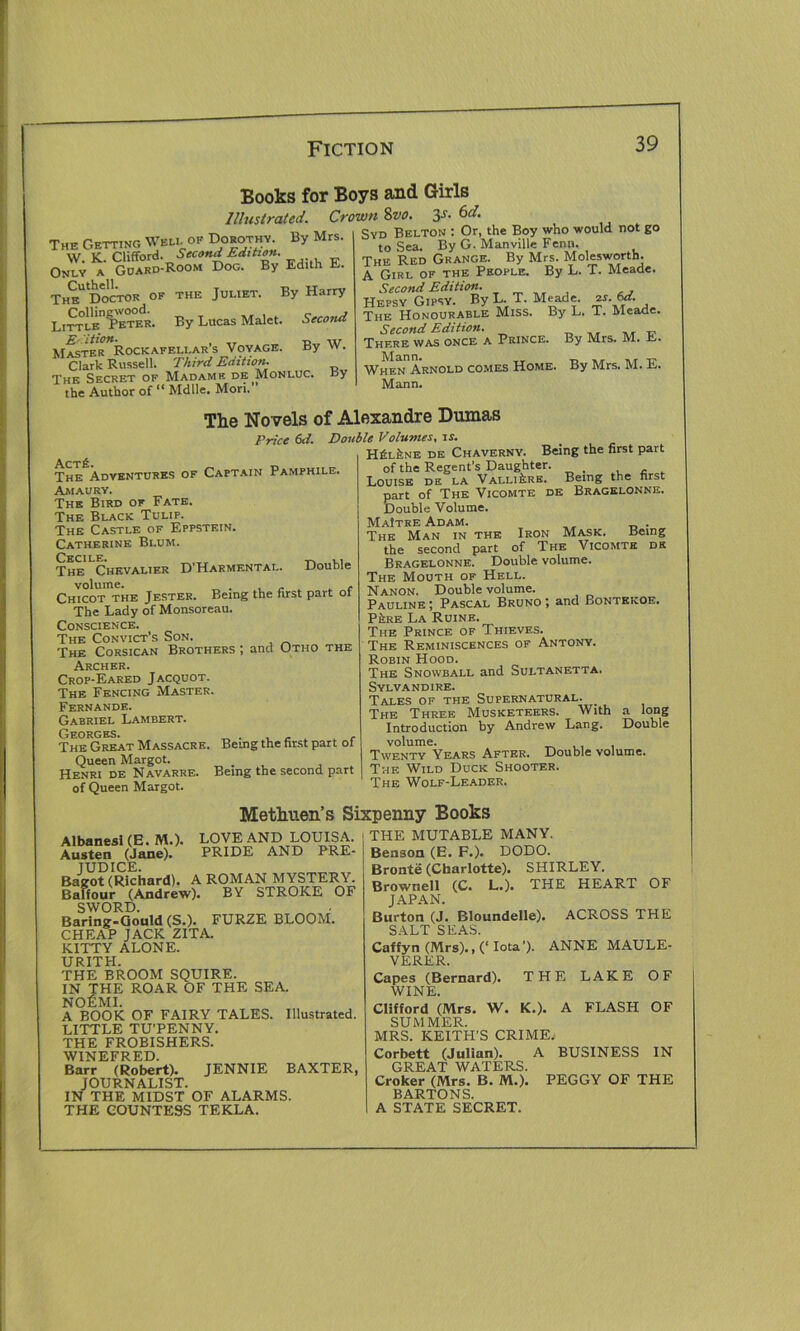 FICTION
39
Books for Boys and Girls
Illustrated. Crown 8vo. 3s. 6d.
THE GETTING WELL OF DOROTHY. By Mrs.
W. K. Clifford. Second Edition.
ONLY A GUARD-ROOM DOG. By Edith E.
Cuthell.
THE DOCTOR OF THE JULIET. By Harry
Collingwood.
LITTLE PETER. By Lucas Malet. Second
E ition.
MASTER ROCKAFELLAR'S VOYAGE. By W.
Clark Russell. Third Edition.
THE SECRET OF MADAME DE MONLUC. By
the Author of " Mdlle. Mori."
SYD BELTON : Or, the Boy who would not go
to Sea. By G. Manville Fenn.
THE RED GRANGE. By Mrs. Molesworth.
A GIRL OF THE PEOPLE. By L. T. Meade.
Second Edition.
HEPSY GIPSY. By L. T. Meade. 2s. 6d.
THE HONOURABLE MISS. By L. T. Meade.
Second Edition.
THERE WAS ONCE A PRINCE. By Mrs. M. E.
Mann.
WHEN ARNOLD COMES HOME. By Mrs. M. E.
Mann.
The Novels of Alexandre Dumas
Price 6d. Double Volumes, 1s.
ACTÉ.
THE ADVENTURES OF CAPTAIN PAMPHILE.
AMAURY.
THE BIRD OF FATE.
THE BLACK TULIP.
THE CASTLE OF EPPSTEIN.
CATHERINE BLUM.
CECILE.
THE CHEVALIER D'HARMENTAL. Double
volume.
CHICOT THE JESTER. Being the first part of
The Lady of Monsoreau.
CONSCIENCE.
THE CONVICT'S SON.
THE CORSICAN BROTHERS ; and OTHO THE
ARCHER.
CROP-EARED JACQUOT.
THE FENCING MASTER.
FERNANDE.
GABRIEL LAMBERT.
GEORGES.
THE GREAT MASSACRE. Being the first part of
Queen Margot.
HENRI DE NAVARRE. Being the second part
of Queen Margot.
HÉLÈNE DE CHAVERNY. Being the first part
of the Regent's Daughter.
LOUISE DE LA VALLIÈRE. Being the first
part of THE VICOMTE DE BRAGELONNE.
Double Volume.
MAÎTRE ADAM.
THE MAN IN THE IRON MASK. Being
the second part of THE VICOMTE DE
BRAGELONNE. Double volume.
THE MOUTH OF HELL.
NANON. Double volume.
PAULINE ; PASCAL BRUNO ; and BONTEKOE.
PÈRE LA RUINE.
THE PRINCE OF THIEVES.
THE REMINISCENCES OF ANTONY.
ROBIN HOOD.
THE SNOWBALL and SULTANETTA.
SYLVANDIRE.
TALES OF THE SUPERNATURAL.
THE THREE MUSKETEERS. With a long
Introduction by Andrew Lang. Double
volume.
TWENTY YEARS AFTER. Double volume.
THE WILD DUCK SHOOTER.
THE WOLF-LEADER.
Methuen's Sixpenny Books
Albanesi (E. M.). LOVE AND LOUISA.
Austen (Jane). PRIDE AND PRE-
JUDICE.
Bagot (Richard). A ROMAN MYSTERY.
Balfour (Andrew). BY STROKE OF
SWORD.
Baring-Gould (S.). FURZE BLOOM.
CHEAP JACK ZITA.
KITTY ALONE.
URITH.
THE BROOM SQUIRE.
IN THE ROAR OF THE SEA.
NOÉMI.
A BOOK OF FAIRY TALES. Illustrated.
LITTLE TU'PENNY.
THE FROBISHERS.
WINEFRED.
Barr (Robert). JENNIE BAXTER,
JOURNALIST.
IN THE MIDST OF ALARMS.
THE COUNTESS TEKLA.
THE MUTABLE MANY.
Benson (E. F.). DODO.
Brontë (Charlotte). SHIRLEY.
Brownell (C. L.). THE HEART OF
JAPAN.
Burton (J. Bloundelle). ACROSS THE
SALT SEAS.
Caffyn (Mrs)., (' Iota'). ANNE MAULE-
VERER.
Capes (Bernard). THE LAKE OF
WINE.
Clifford (Mrs. W. K.). A FLASH OF
SUMMER.
MRS. KEITH'S CRIME.
Corbett (Julian). A BUSINESS IN
GREAT WATERS.
Croker (Mrs. B. M.). PEGGY OF THE
BARTONS.
A STATE SECRET.